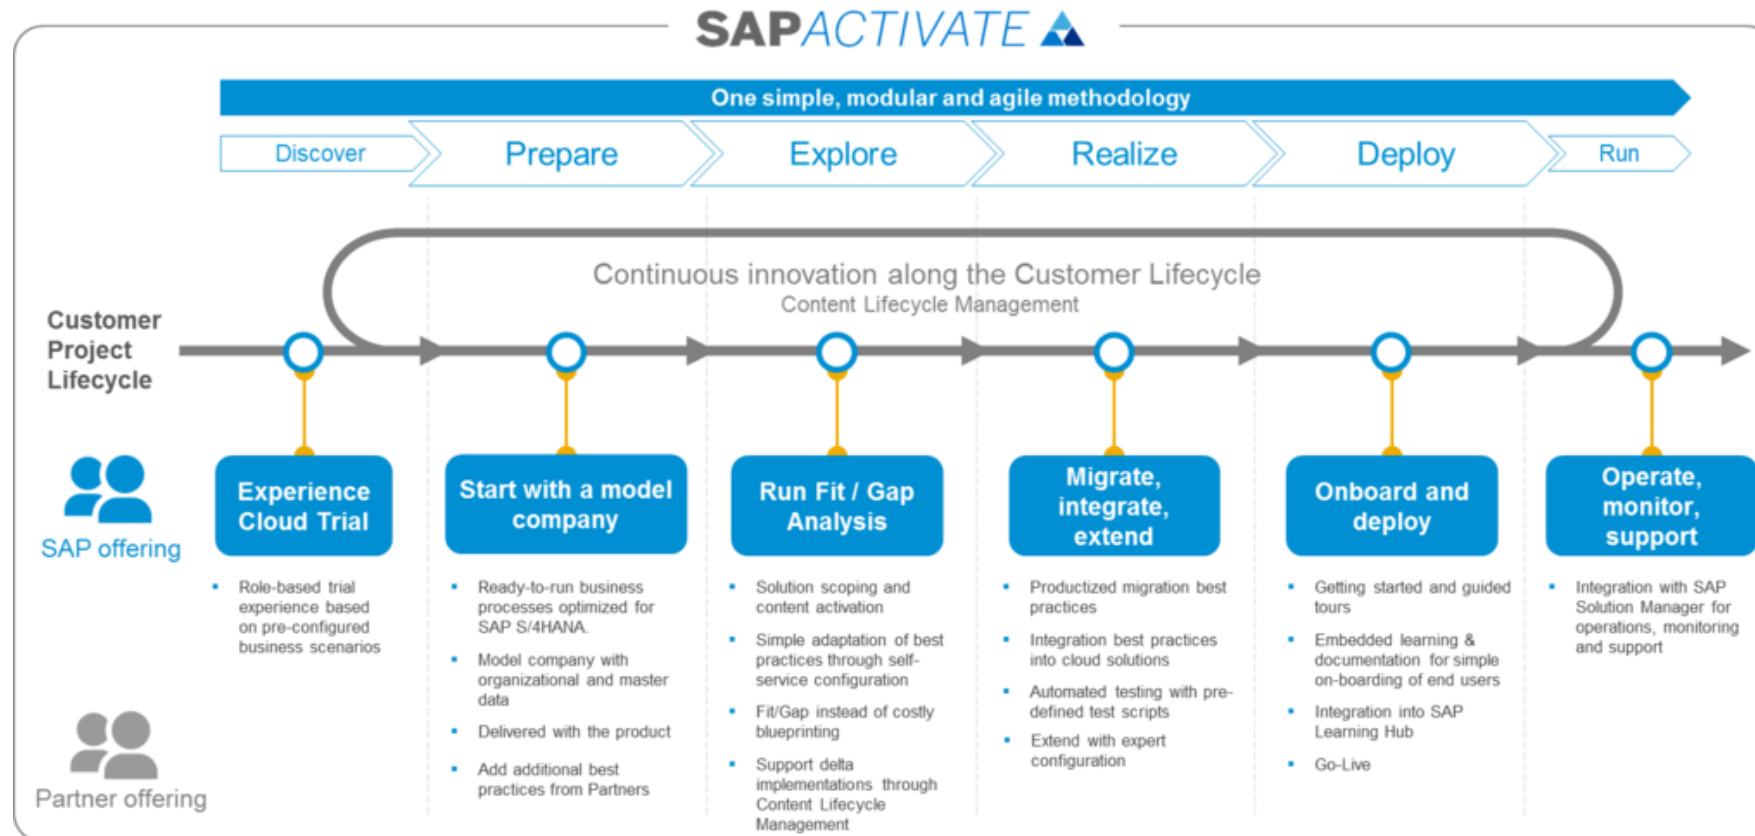 SAP ACTIVATE
One simple, modular and agile methodology
Discover
Prepare
Explore
Realize
Deploy
Run
Continuous innovation along the Customer Lifecycle
Content Lifecycle Management
Customer
Project
Lifecycle
SAP offering
Partner offering
Experience
Cloud Trial
▪ Role-based trial
experience based
on pre-configured
business scenarios
Start with a model
company
▪ Ready-to-run business
processes optimized for
SAP S/4HANA.
▪ Model company with
organizational and master
data
▪ Delivered with the product
▪ Add additional best
practices from Partners
Run Fit / Gap
Analysis
▪ Solution scoping and
content activation
▪ Simple adaptation of best
practices through self-
service configuration
▪ Fit/Gap instead of costly
blueprinting
▪ Support delta
implementations through
Content Lifecycle
Management
Migrate,
integrate,
extend
▪ Productized migration best
practices
▪ Integration best practices
into cloud solutions
▪ Automated testing with pre-
defined test scripts
▪ Extend with expert
configuration
Onboard and
deploy
▪ Getting started and guided
tours
▪ Embedded learning &
documentation for simple
on-boarding of end users
▪ Integration into SAP
Learning Hub
▪ Go-Live
Operate,
monitor,
support
▪ Integration with SAP
Solution Manager for
operations, monitoring
and support